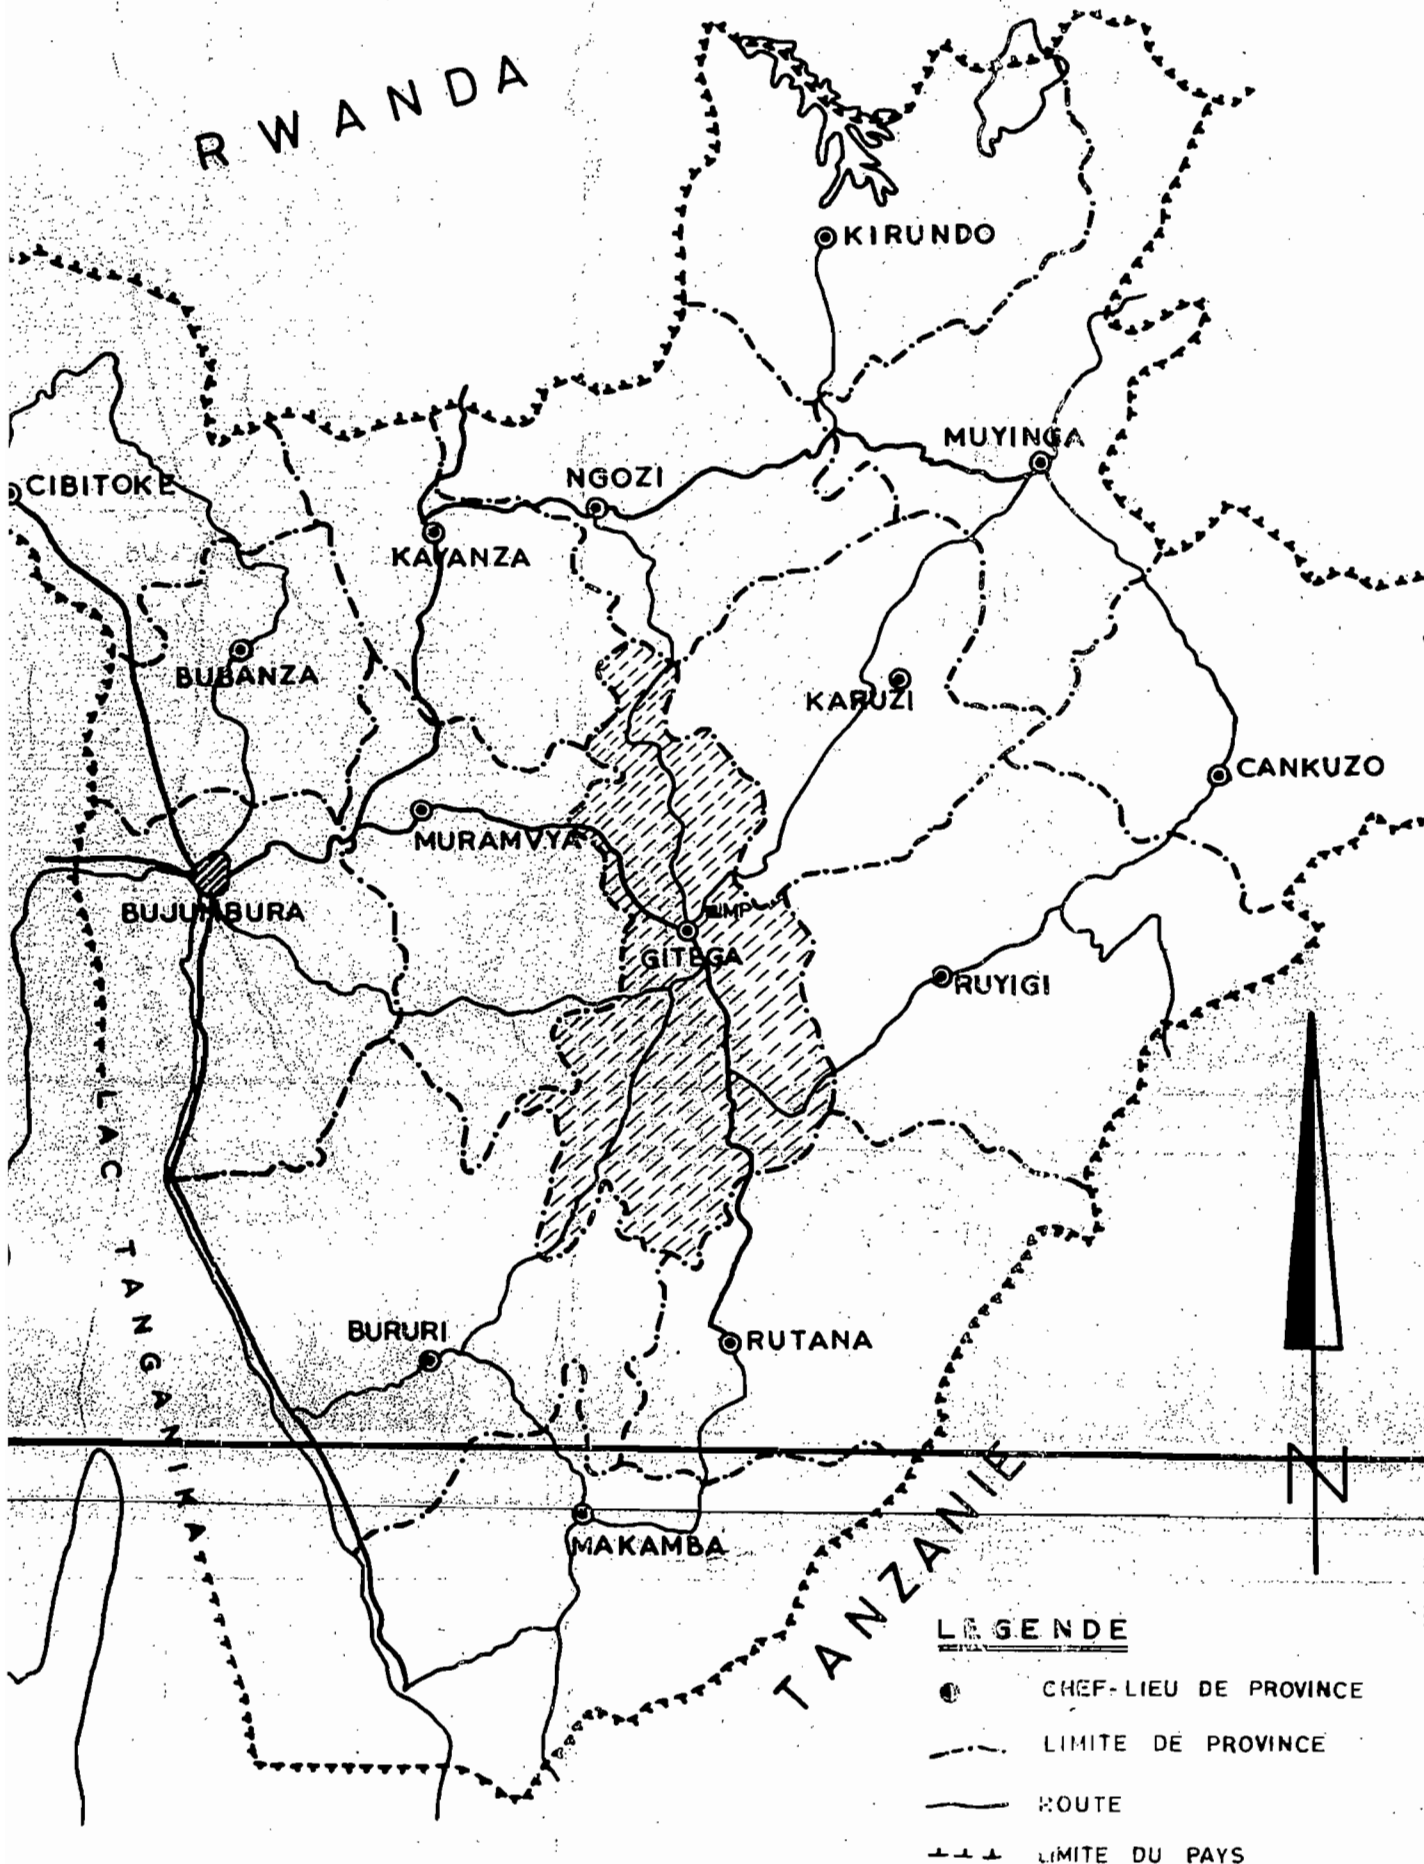 RWANDA
KIRUNDO
MUYINGA
NGOZI
CIBITOKE
KAYANZA
BUBANZA
KARUZI
CANKUZO
MURAMVYA
BUJUMBURA
GITEGA
RUYIGI
LAC TANGANIKA
BURURI
RUTANA
MAKAMBA
TANZANIE
N
LEGENDE
CHEF-LIEU DE PROVINCE
LIMITE DE PROVINCE
ROUTE
LIMITE DU PAYS